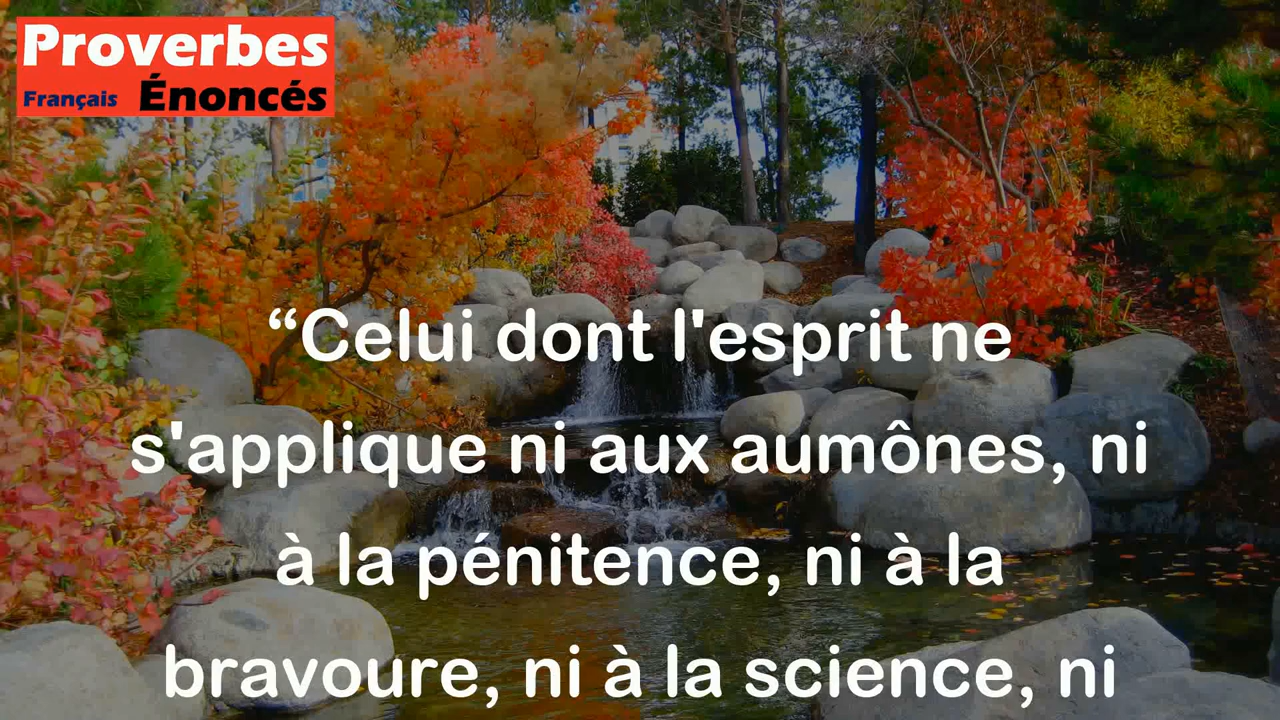 Proverbes
Français Énoncés
“Celui dont l'esprit ne
s'applique ni aux aumônes, ni
à la pénitence, ni à la
bravoure, ni à la science, ni